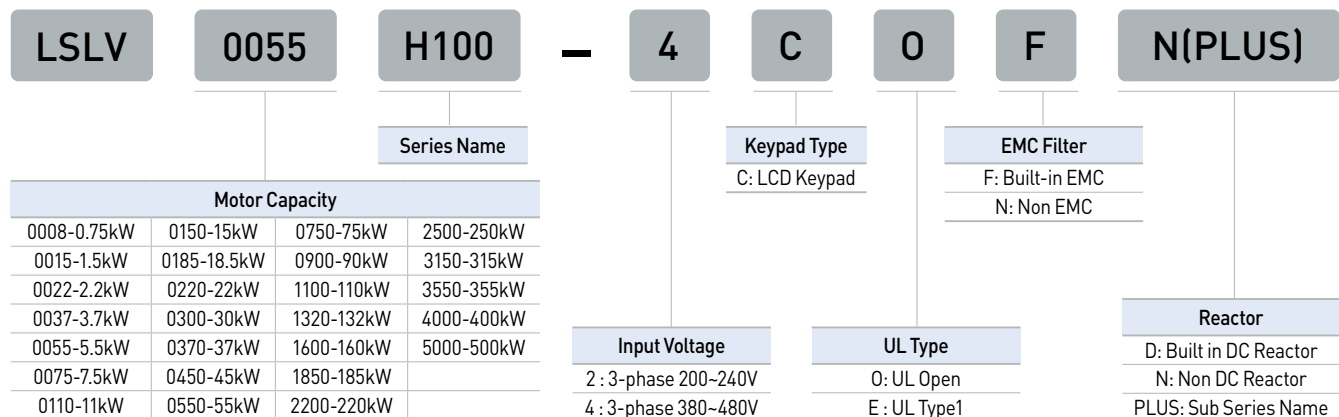 LSLV 0055 H100 – 4 C O F N(PLUS)
Series Name
Keypad Type
C: LCD Keypad
EMC Filter
F: Built-in EMC
N: Non EMC
Motor Capacity
0008-0.75kW 0150-15kW 0750-75kW 2500-250kW
0015-1.5kW 0185-18.5kW 0900-90kW 3150-315kW
0022-2.2kW 0220-22kW 1100-110kW 3550-355kW
0037-3.7kW 0300-30kW 1320-132kW 4000-400kW
0055-5.5kW 0370-37kW 1600-160kW 5000-500kW
0075-7.5kW 0450-45kW 1850-185kW
0110-11kW 0550-55kW 2200-220kW
Input Voltage
2 : 3-phase 200~240V
4 : 3-phase 380~480V
UL Type
O: UL Open
E : UL Type1
Reactor
D: Built in DC Reactor
N: Non DC Reactor
PLUS: Sub Series Name